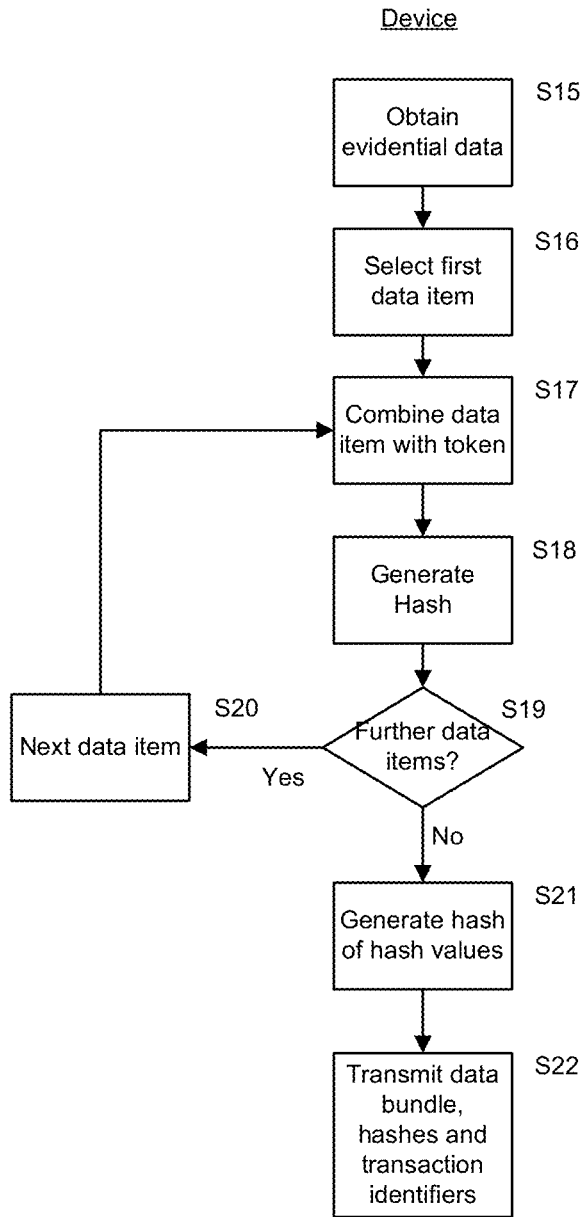 Device
S15
Obtain
evidential data
S16
Select first
data item
S17
Combine data
item with token
S18
Generate
Hash
S19
Further data
items?
S20
Next data item
Yes
No
S21
Generate hash
of hash values
S22
Transmit data
bundle,
hashes and
transaction
identifiers